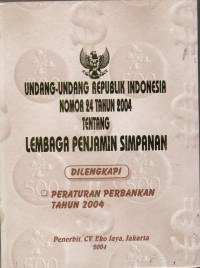 UNDANG-UNDANG REPUBLIK INDONESIA
NOMOR 24 TAHUN 2004
TENTANG
LEMBAGA PENJAMIN SIMPANAN
DILENGKAPI
PERATURAN PERBANKAN
TAHUN 2004
Penerbit, CV Eko Jaya, Jakarta
2004